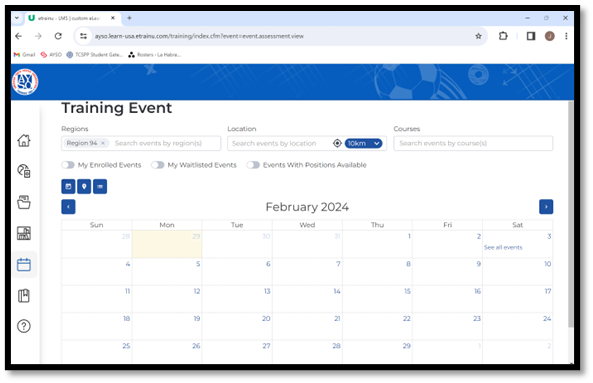 etrainu - LMS | custom eLea
ayso.learn-usa.etrainu.com/training/index.cfm?event=event.assessment.view
J
Gmail AYSO TCSPP Student Gate... Rosters - La Habra...
AYSO
Training Event
Regions Location Courses
Region 94 × Search events by region(s) Search events by location 10km Search events by course(s)
My Enrolled Events My Waitlisted Events Events With Positions Available
February 2024
Sun Mon Tue Wed Thu Fri Sat
28 29 30 31 1 2 3
See all events
4 5 6 7 8 9 10
11 12 13 14 15 16 17
18 19 20 21 22 23 24
25 26 27 28 29 1 2